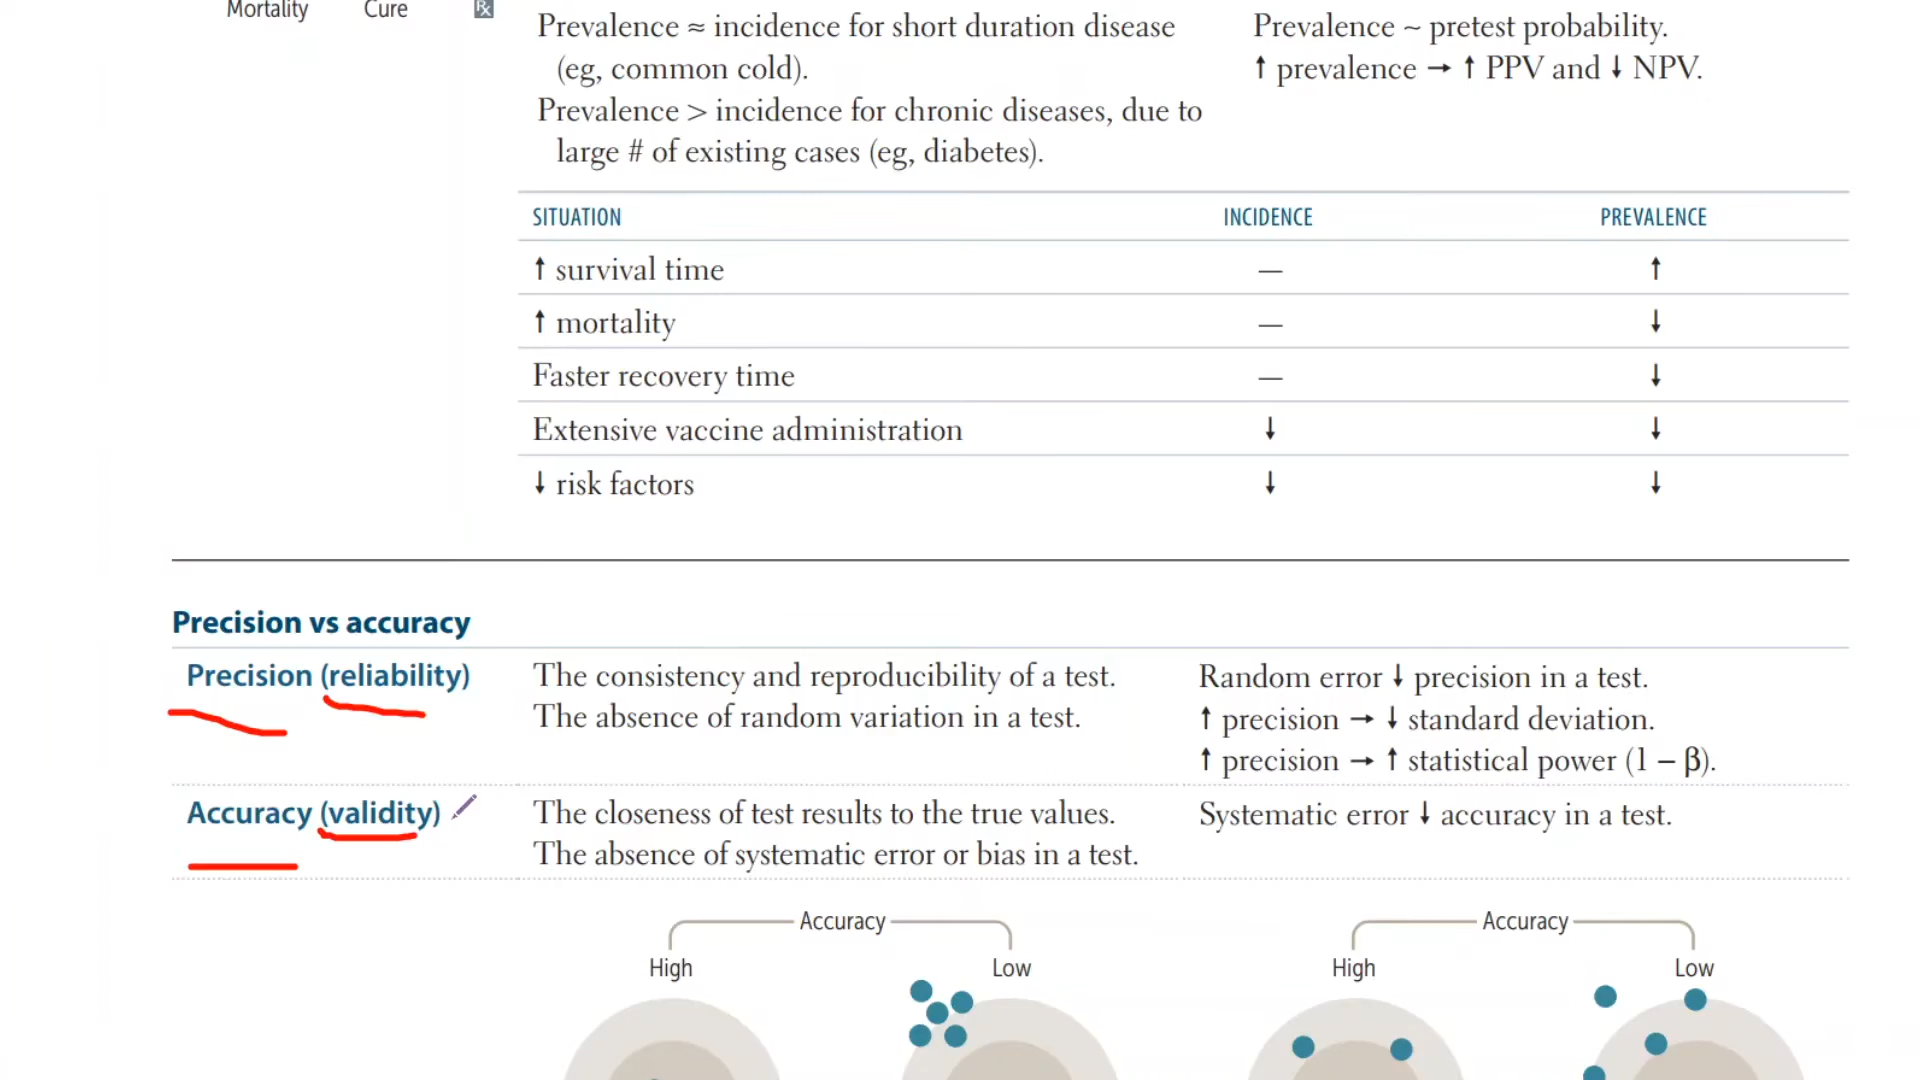 Mortality Cure ℞
Prevalence ≈ incidence for short duration disease
(eg, common cold).
Prevalence > incidence for chronic diseases, due to
large # of existing cases (eg, diabetes).
Prevalence ~ pretest probability.
↑ prevalence → ↑ PPV and ↓ NPV.
SITUATION INCIDENCE PREVALENCE
↑ survival time — ↑
↑ mortality — ↓
Faster recovery time — ↓
Extensive vaccine administration ↓ ↓
↓ risk factors ↓ ↓
Precision vs accuracy
Precision (reliability)
The consistency and reproducibility of a test.
The absence of random variation in a test.
Random error ↓ precision in a test.
↑ precision → ↓ standard deviation.
↑ precision → ↑ statistical power (1 – β).
Accuracy (validity)
The closeness of test results to the true values.
The absence of systematic error or bias in a test.
Systematic error ↓ accuracy in a test.
Accuracy
High Low
Accuracy
High Low